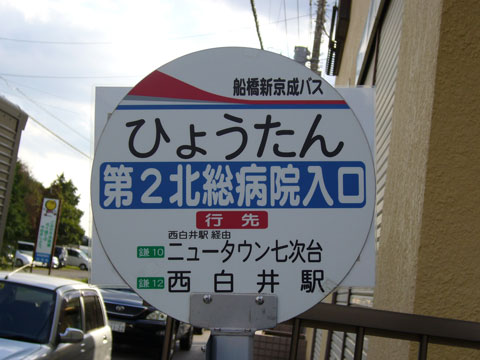 船橋新京成バス
ひょうたん
第2北総病院入口
行先
西白井駅 経由
鎌10 ニュータウン七次台
鎌12 西白井駅